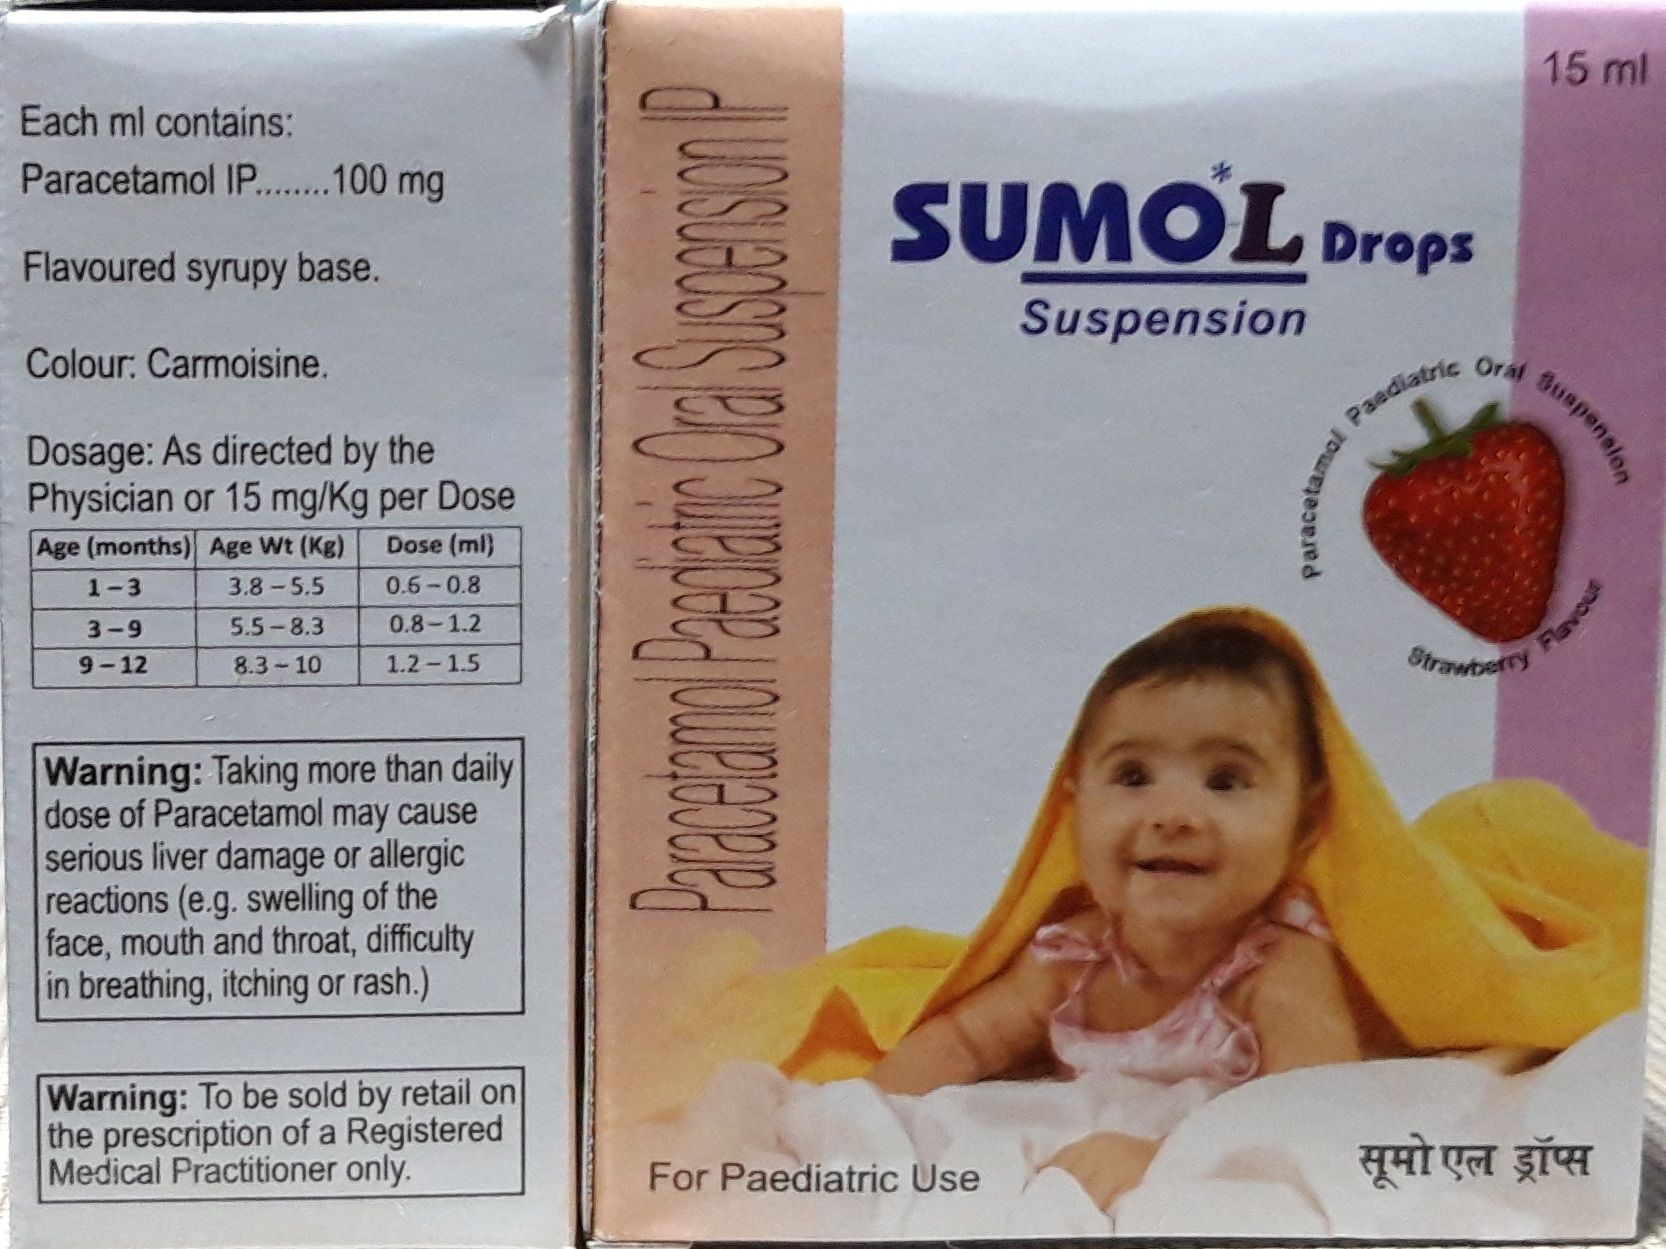 Each ml contains:
Paracetamol IP........100 mg
Flavoured syrupy base.
Colour: Carmoisine.
Dosage: As directed by the
Physician or 15 mg/Kg per Dose
Age (months) Age Wt (Kg) Dose (ml)
1 – 3 3.8 – 5.5 0.6 – 0.8
3 – 9 5.5 – 8.3 0.8 – 1.2
9 – 12 8.3 – 10 1.2 – 1.5
Warning: Taking more than daily
dose of Paracetamol may cause
serious liver damage or allergic
reactions (e.g. swelling of the
face, mouth and throat, difficulty
in breathing, itching or rash.)
Warning: To be sold by retail on
the prescription of a Registered
Medical Practitioner only.
Paracetamol Paediatric Oral Suspension IP
15 ml
SUMO*L Drops
Suspension
Paracetamol Paediatric Oral Suspension
Strawberry Flavour
For Paediatric Use
सूमो एल ड्रॉप्स